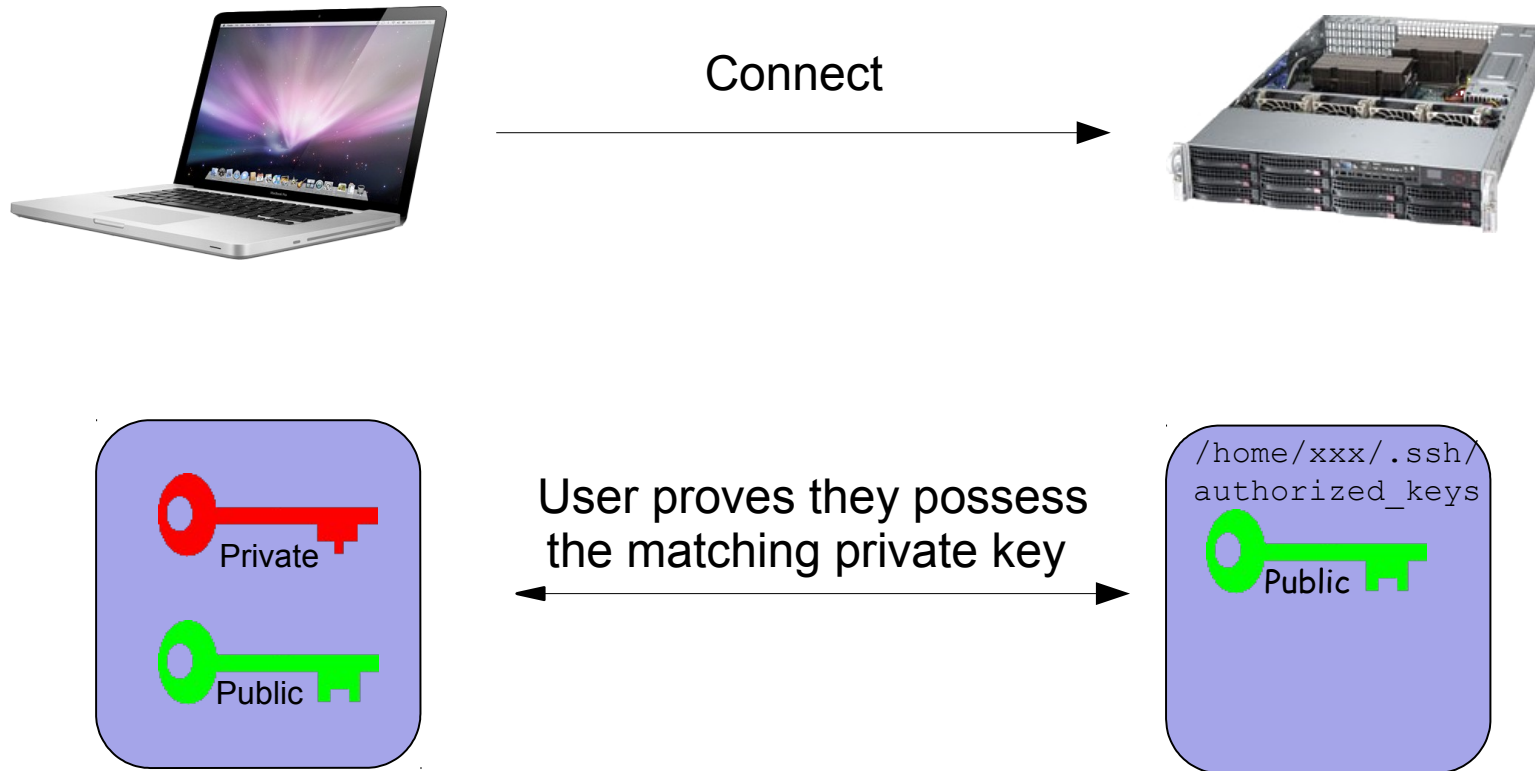 Connect
/home/xxx/.ssh/
authorized_keys
User proves they possess
the matching private key
Private
Public
Public